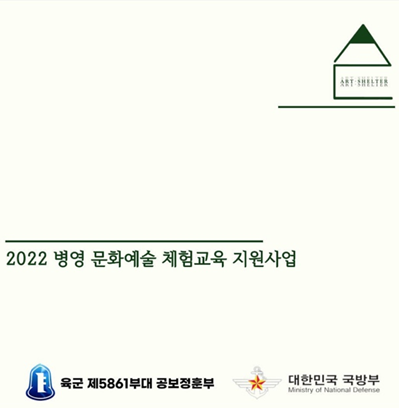 ART SHELTER
2022 병영 문화예술 체험교육 지원사업
육군 제5861부대 공보정훈부
대한민국 국방부
Ministry of National Defense